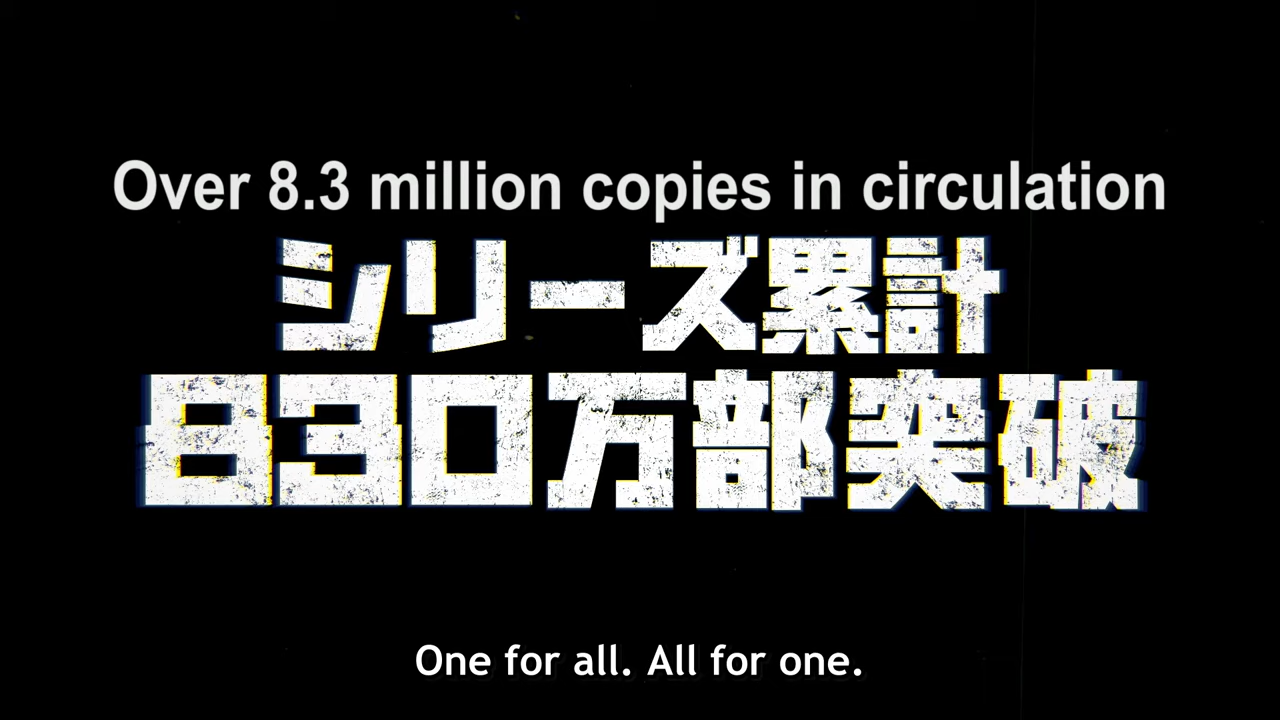 Over 8.3 million copies in circulation
シリーズ累計
830万部突破
One for all. All for one.